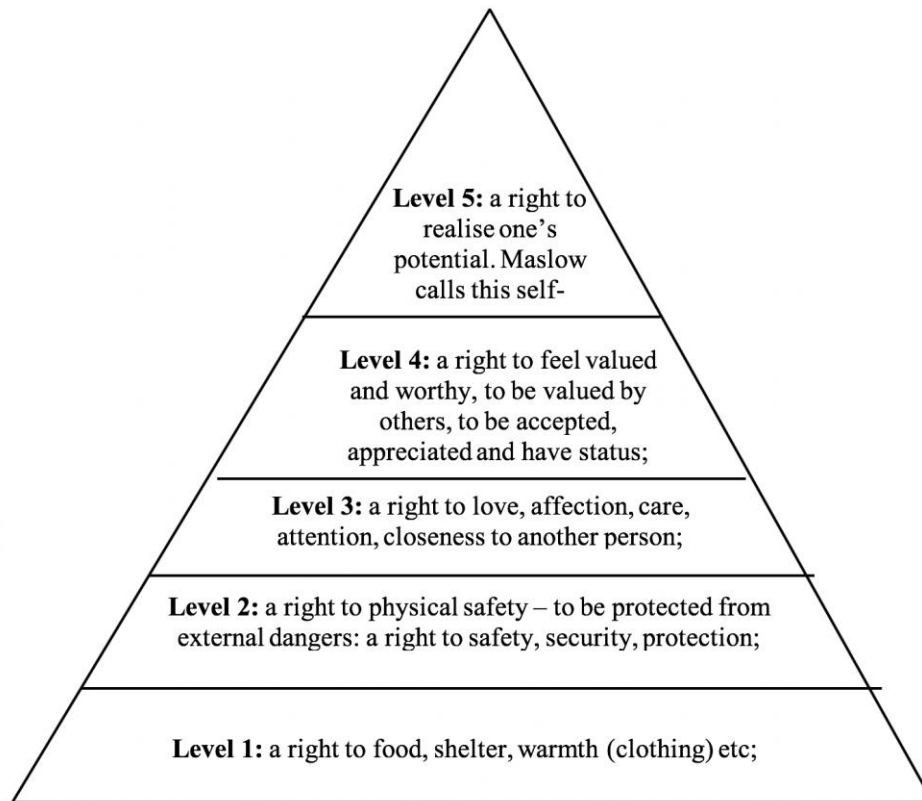 Level 5: a right to
realise one’s
potential. Maslow
calls this self-
Level 4: a right to feel valued
and worthy, to be valued by
others, to be accepted,
appreciated and have status;
Level 3: a right to love, affection, care,
attention, closeness to another person;
Level 2: a right to physical safety – to be protected from
external dangers: a right to safety, security, protection;
Level 1: a right to food, shelter, warmth (clothing) etc;